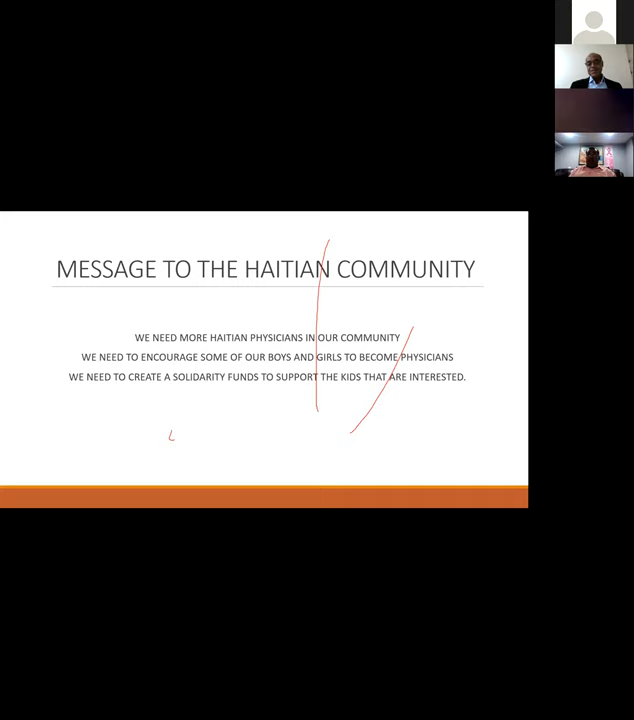 MESSAGE TO THE HAITIAN COMMUNITY
WE NEED MORE HAITIAN PHYSICIANS IN OUR COMMUNITY
WE NEED TO ENCOURAGE SOME OF OUR BOYS AND GIRLS TO BECOME PHYSICIANS
WE NEED TO CREATE A SOLIDARITY FUNDS TO SUPPORT THE KIDS THAT ARE INTERESTED.